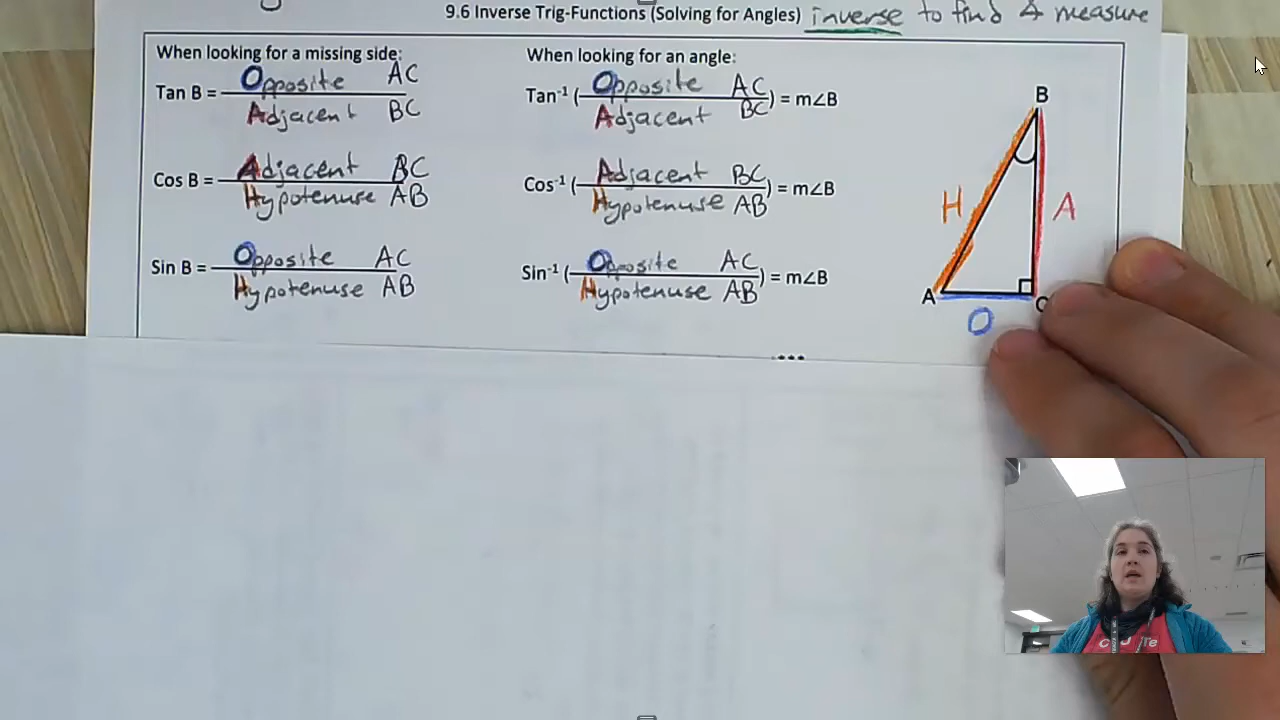 9.6 Inverse Trig-Functions (Solving for Angles) inverse to find ∡ measure
When looking for a missing side:
Tan B = Opposite AC
Adjacent BC
Cos B = Adjacent BC
Hypotenuse AB
Sin B = Opposite AC
Hypotenuse AB
When looking for an angle:
Tan⁻¹ ( Opposite AC
Adjacent BC ) = m∠B
Cos⁻¹ ( Adjacent BC
Hypotenuse AB ) = m∠B
Sin⁻¹ ( Opposite AC
Hypotenuse AB ) = m∠B
B
H
A
A
C
O